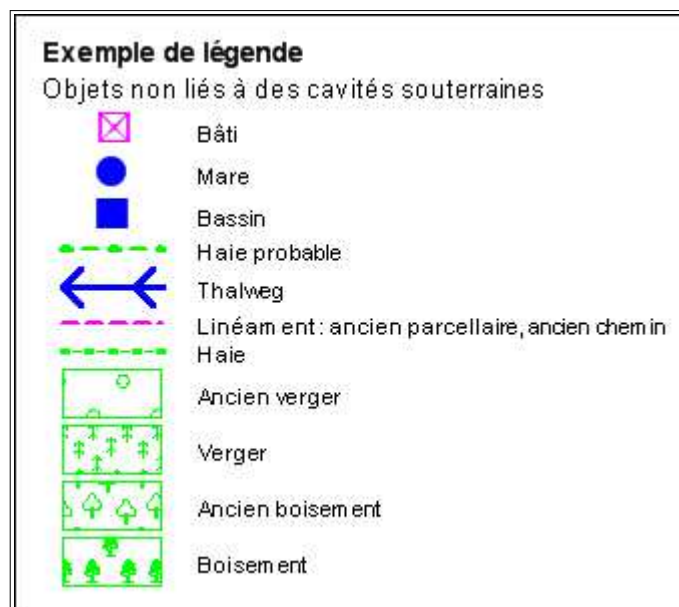 Exemple de légende
Objets non liés à des cavités souterraines
Bâti
Mare
Bassin
Haie probable
Thalweg
Linéament : ancien parcellaire, ancien chemin
Haie
Ancien verger
Verger
Ancien boisement
Boisement